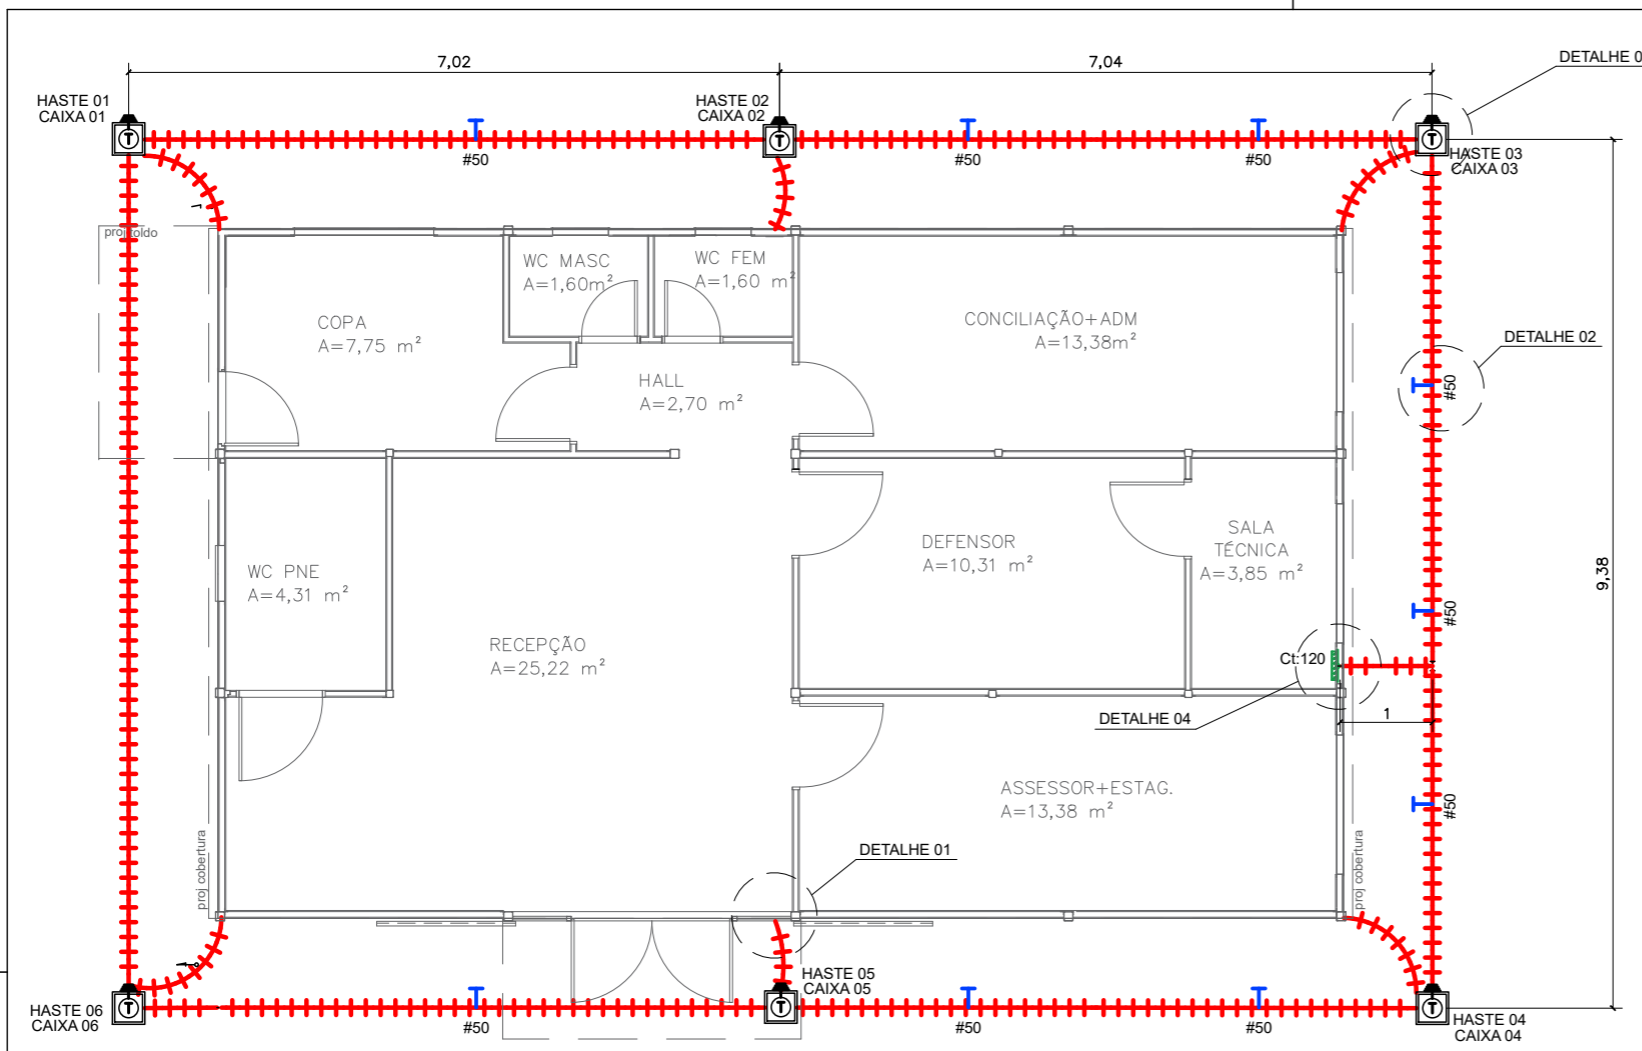 7,02
7,04
DETALHE 0
HASTE 01
CAIXA 01
HASTE 02
CAIXA 02
HASTE 03
CAIXA 03
T
T
T
#50
#50
#50
proj toldo
WC MASC
A=1,60m²
WC FEM
A=1,60 m²
COPA
A=7,75 m²
HALL
A=2,70 m²
CONCILIAÇÃO+ADM
A=13,38m²
DETALHE 02
#50
WC PNE
A=4,31 m²
RECEPÇÃO
A=25,22 m²
DEFENSOR
A=10,31 m²
SALA
TÉCNICA
A=3,85 m²
9,38
#50
Ct:120
DETALHE 04
1
#50
ASSESSOR+ESTAG.
A=13,38 m²
DETALHE 01
proj cobertura
proj cobertura
HASTE 06
CAIXA 06
HASTE 05
CAIXA 05
HASTE 04
CAIXA 04
T
T
T
#50
#50
#50